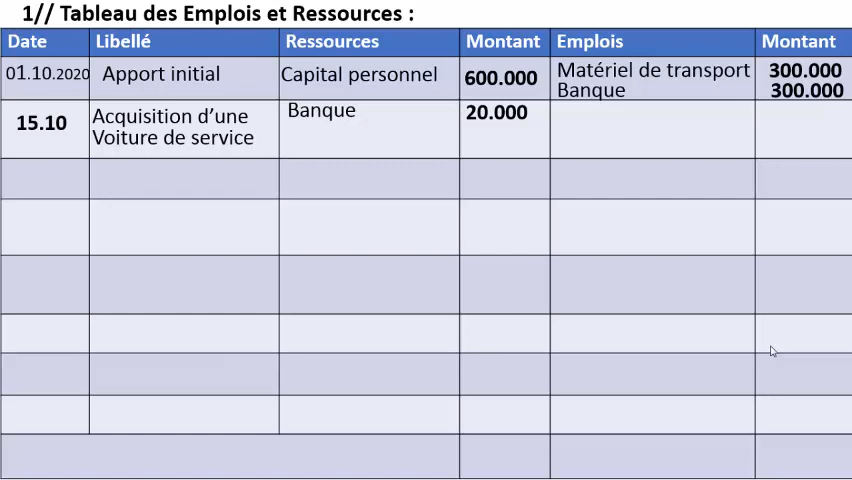 1// Tableau des Emplois et Ressources :
Date Libellé Ressources Montant Emplois Montant
01.10.2020 Apport initial Capital personnel 600.000 Matériel de transport 300.000
Banque 300.000
15.10 Acquisition d’une Banque 20.000
Voiture de service